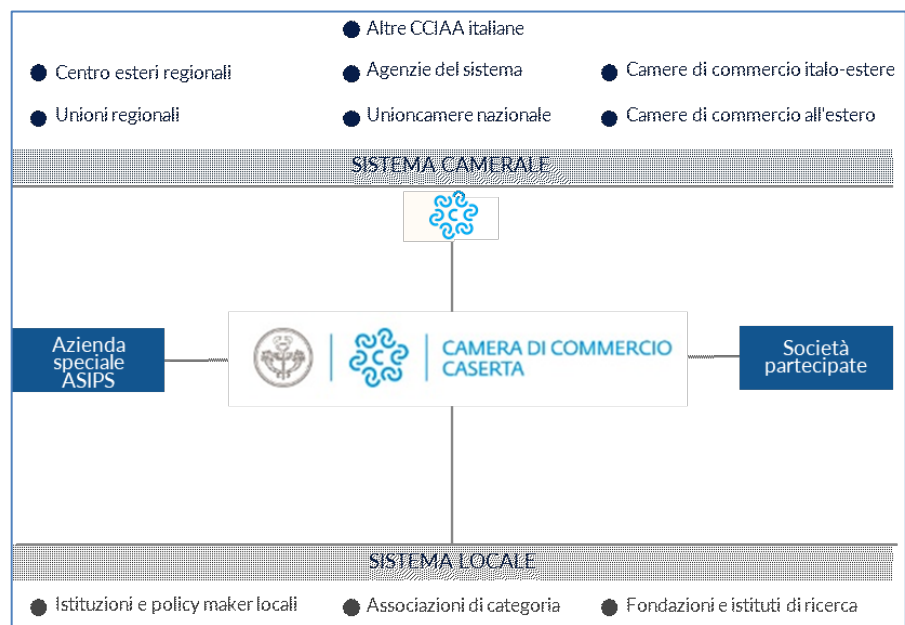 Altre CCIAA italiane
Centro esteri regionali
Agenzie del sistema
Camere di commercio italo-estere
Unioni regionali
Unioncamere nazionale
Camere di commercio all'estero
SISTEMA CAMERALE
Azienda
speciale
ASIPS
CAMERA DI COMMERCIO
CASERTA
Società
partecipate
SISTEMA LOCALE
Istituzioni e policy maker locali
Associazioni di categoria
Fondazioni e istituti di ricerca